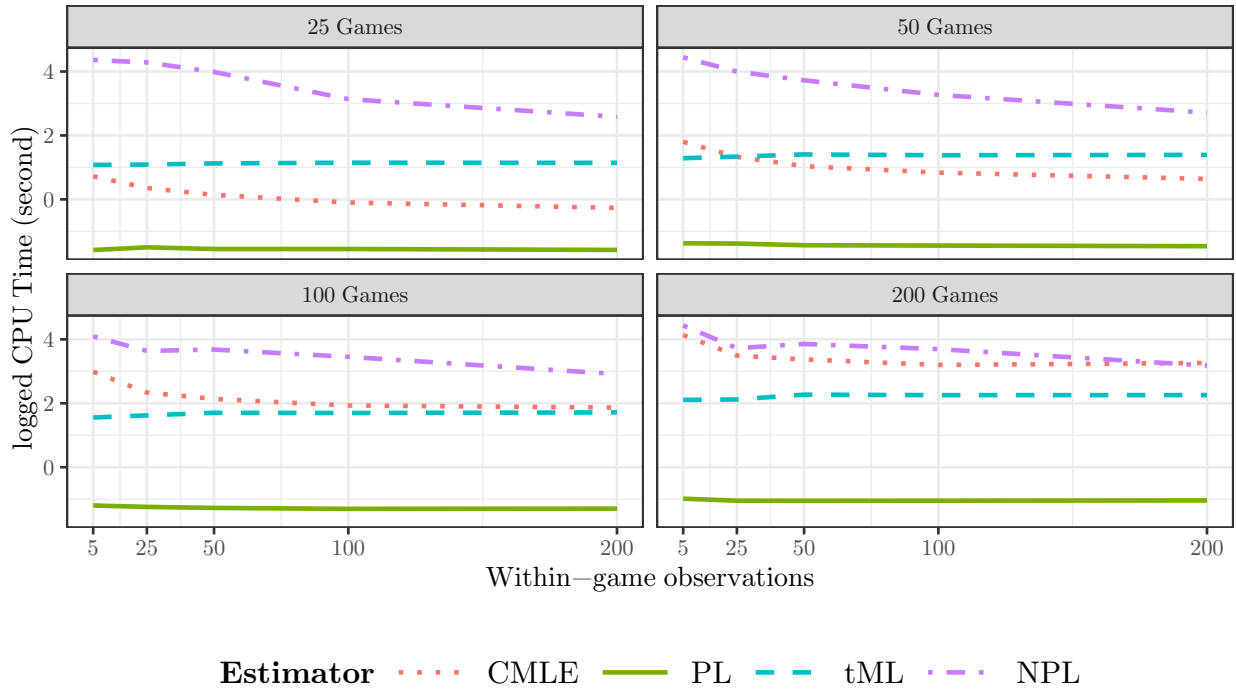 25 Games
50 Games
4
2
0
100 Games
200 Games
4
2
0
5 25 50 100 200
5 25 50 100 200
logged CPU Time (second)
Within−game observations
Estimator CMLE PL tML NPL